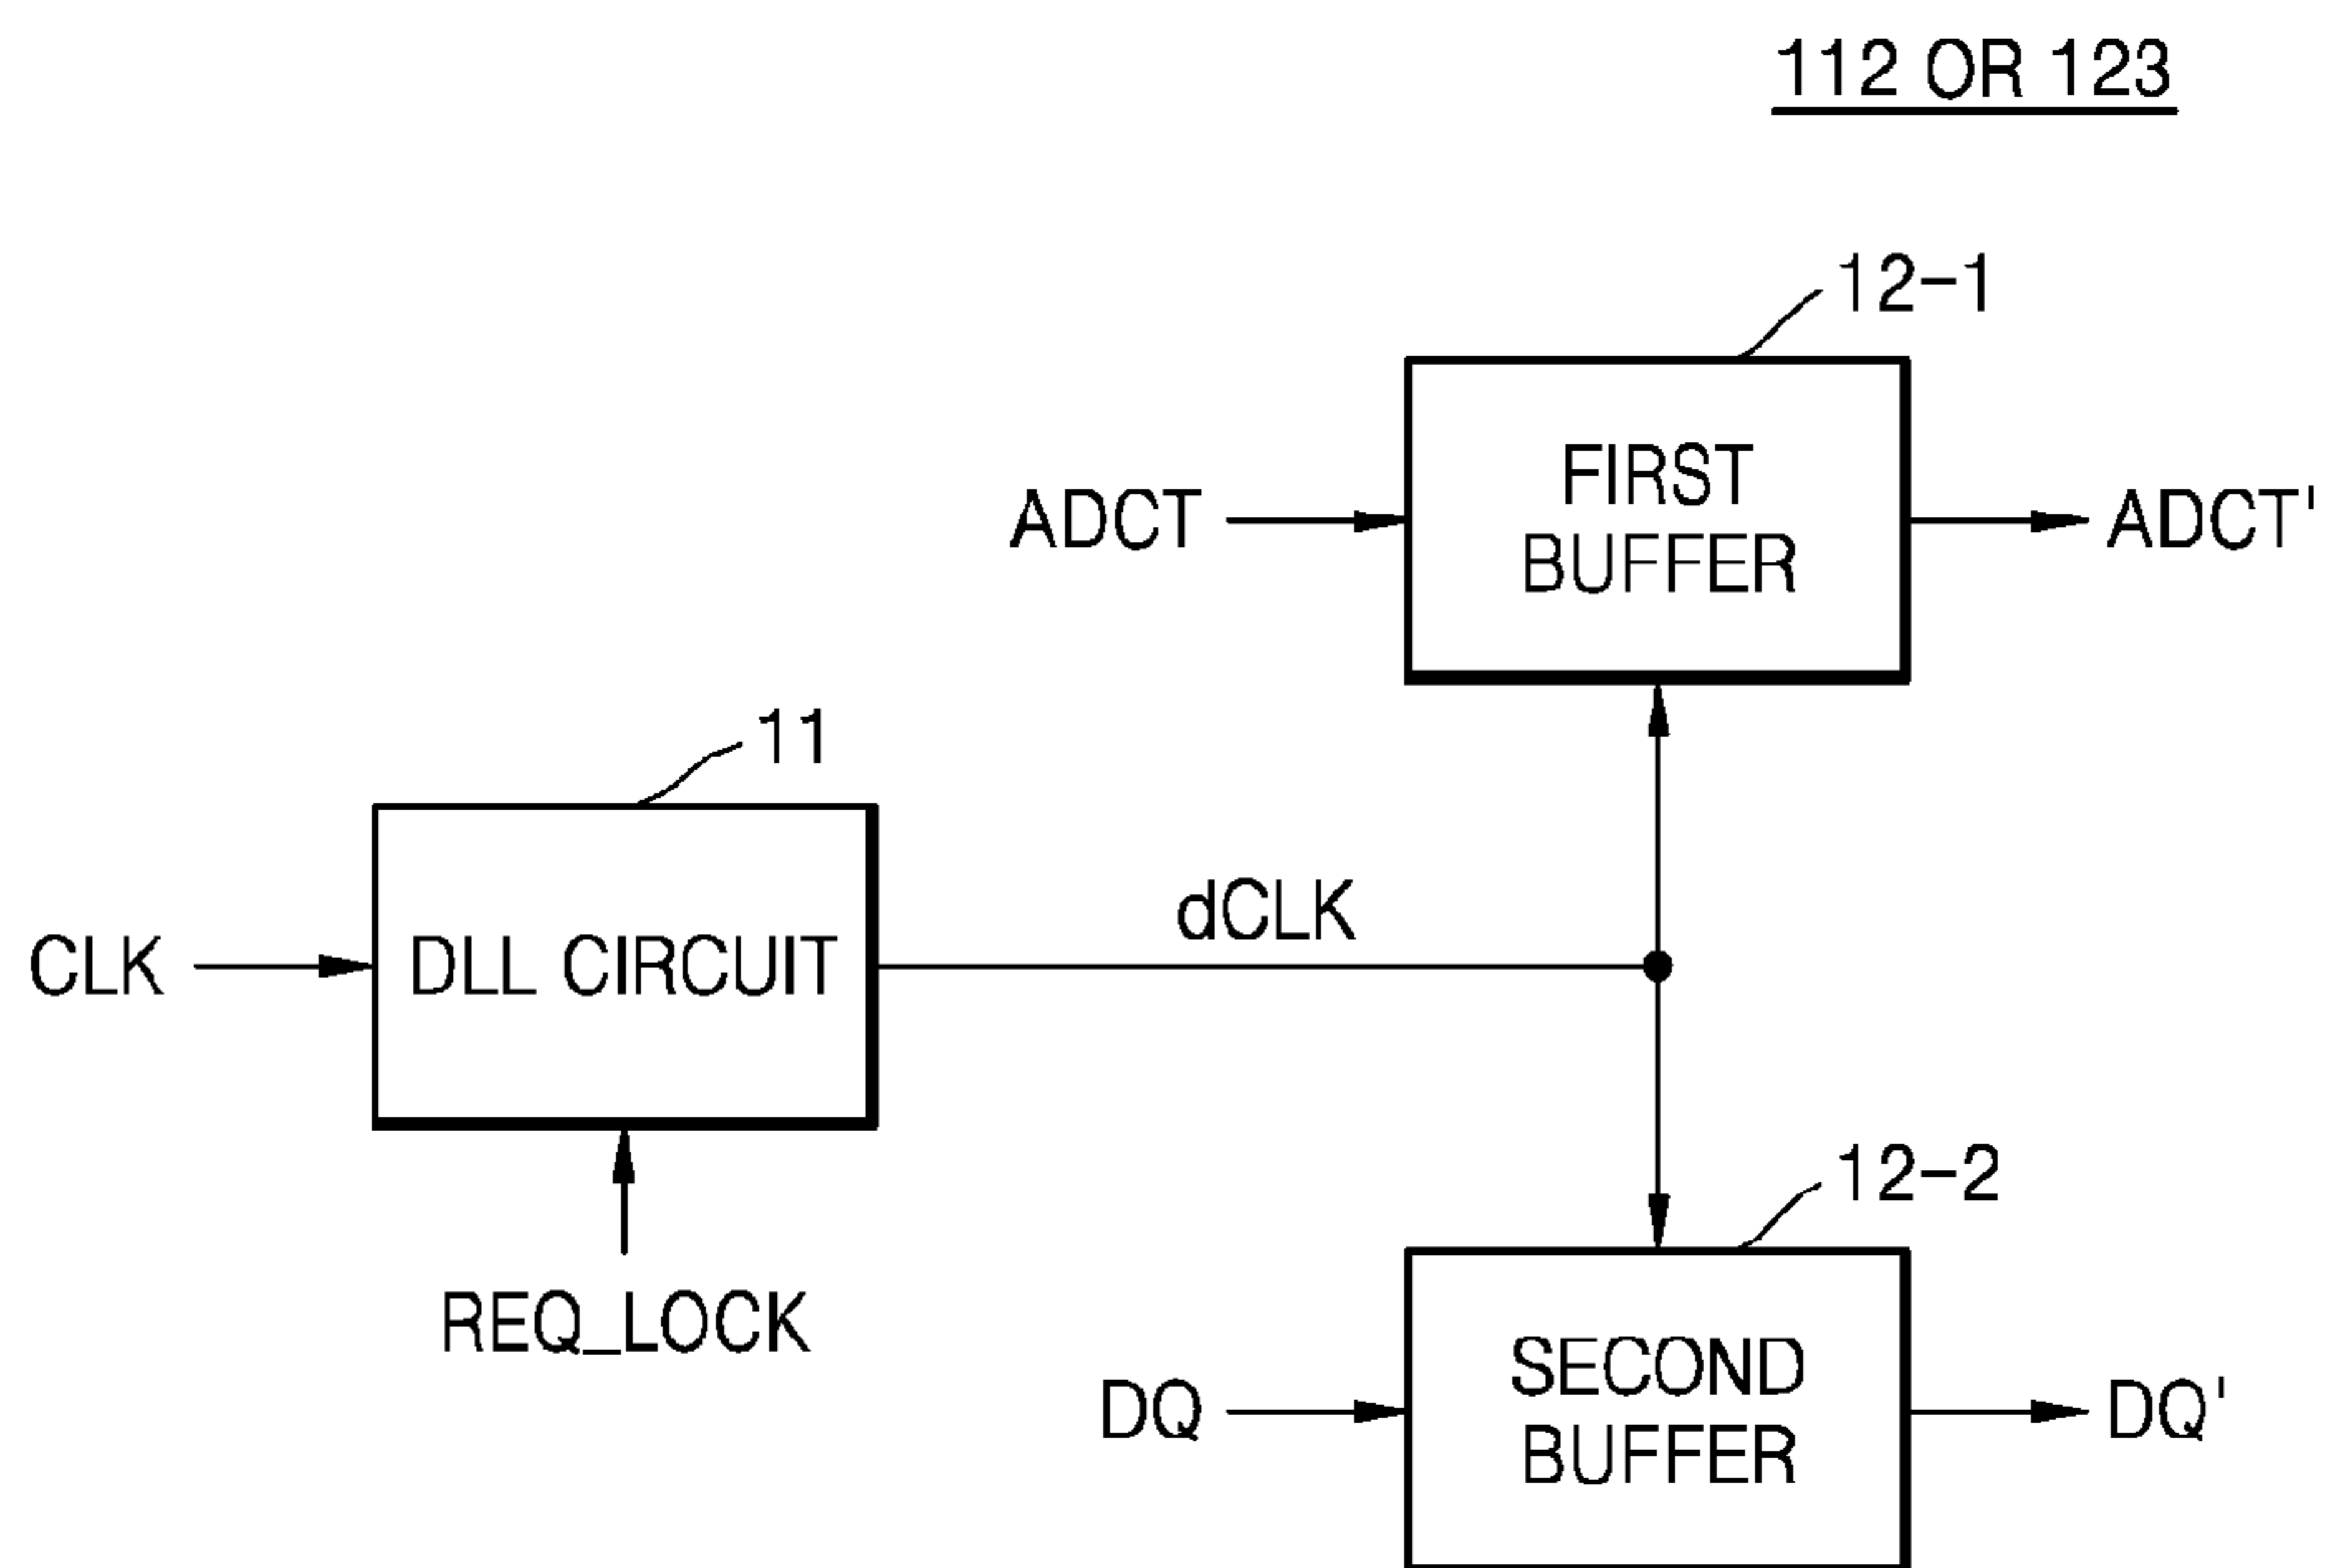 112 OR 123
12-1
FIRST
BUFFER
ADCT
ADCT'
11
dCLK
CLK
DLL CIRCUIT
12-2
REQ_LOCK
SECOND
BUFFER
DQ
DQ'